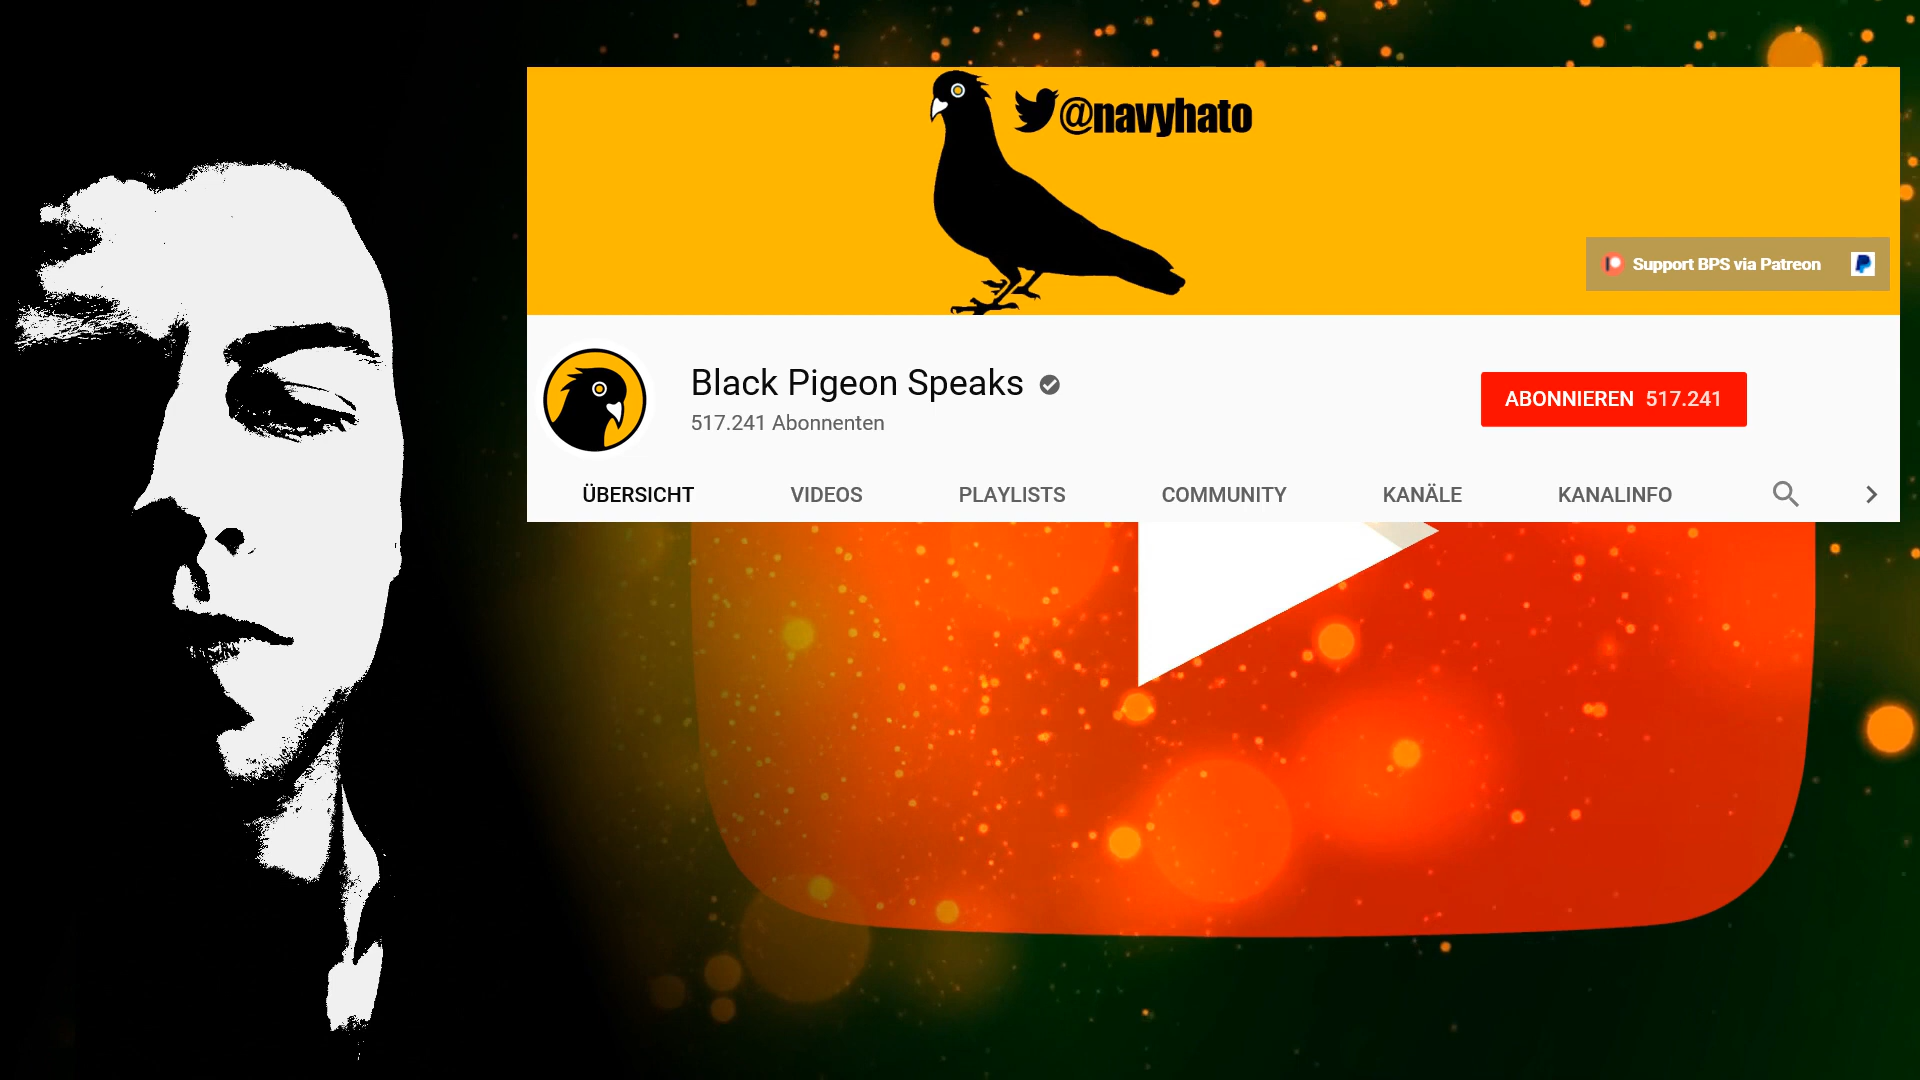 @navyhato
Support BPS via Patreon
Black Pigeon Speaks
517.241 Abonnenten
ABONNIEREN 517.241
ÜBERSICHT VIDEOS PLAYLISTS COMMUNITY KANÄLE KANALINFO